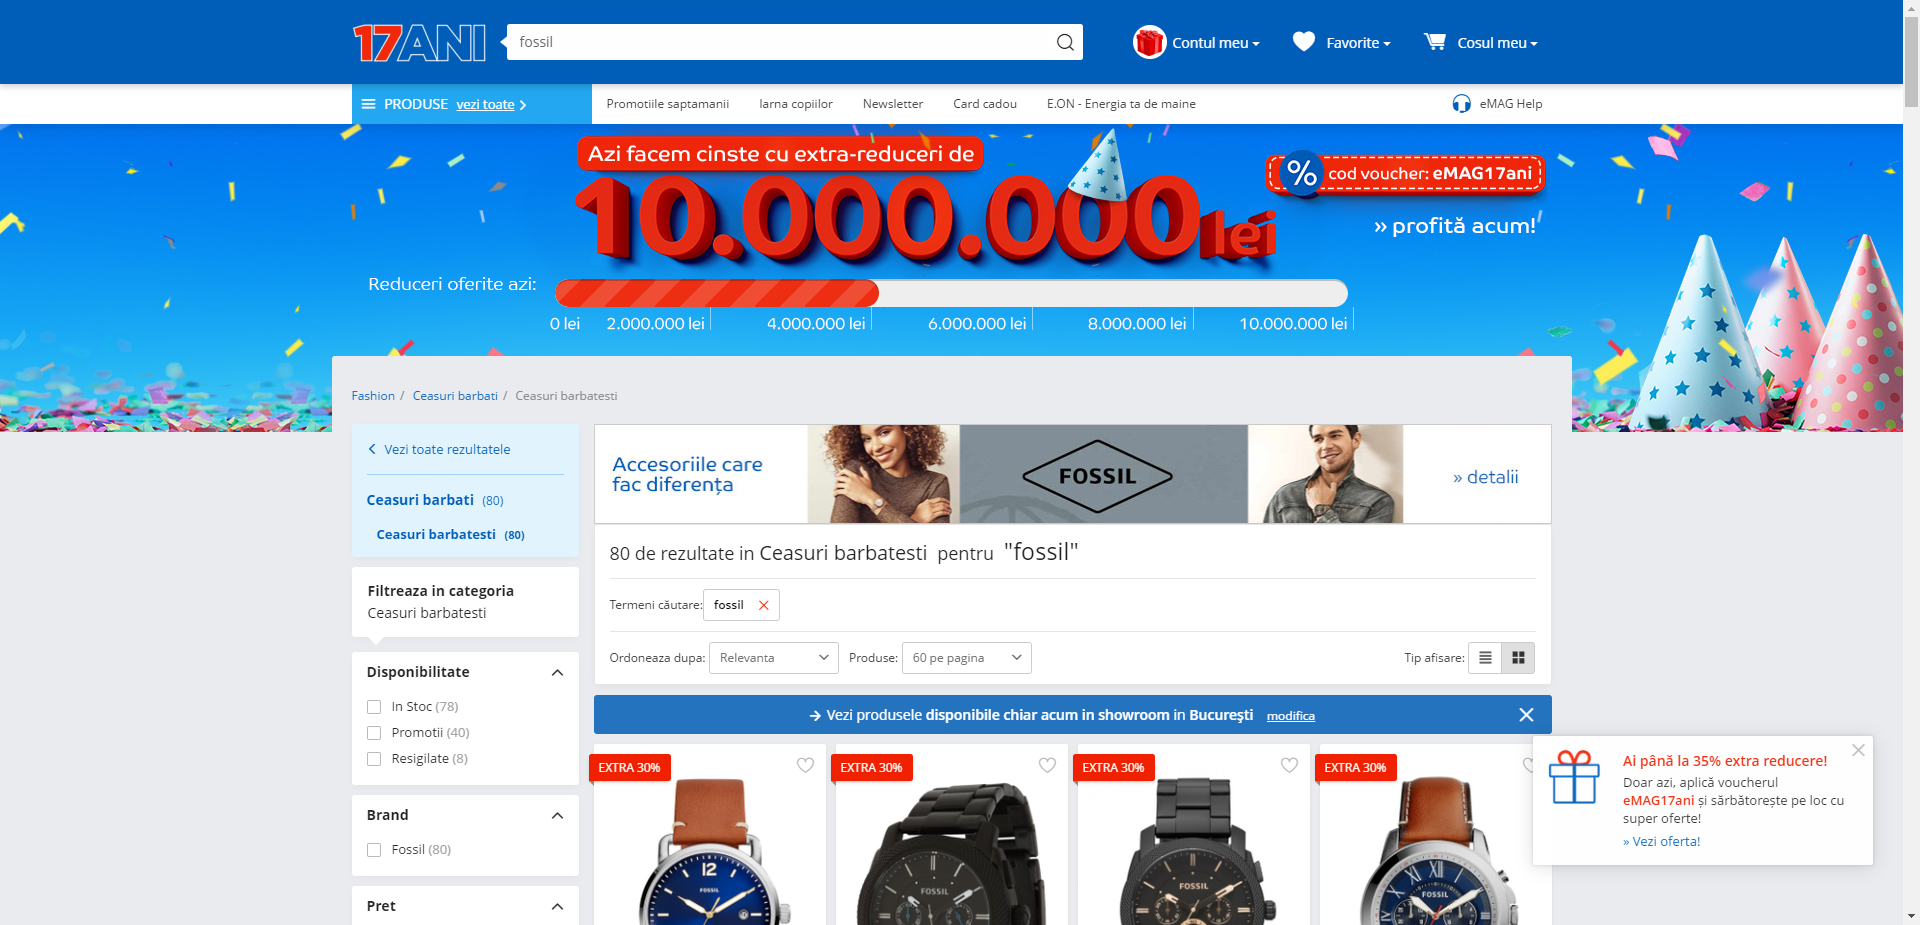 17ANI
fossil
Contul meu
Favorite
Cosul meu
PRODUSE vezi toate
Promotiile saptamanii
Iarna copiilor
Newsletter
Card cadou
E.ON - Energia ta de maine
eMAG Help
Azi facem cinste cu extra-reduceri de
10.000.000 lei
% cod voucher: eMAG17ani
» profită acum!
Reduceri oferite azi:
0 lei 2.000.000 lei 4.000.000 lei 6.000.000 lei 8.000.000 lei 10.000.000 lei
Fashion / Ceasuri barbati / Ceasuri barbatesti
Vezi toate rezultatele
Ceasuri barbati (80)
Ceasuri barbatesti (80)
Filtreaza in categoria
Ceasuri barbatesti
Disponibilitate
In Stoc (78)
Promotii (40)
Resigilate (8)
Brand
Fossil (80)
Pret
Accesoriile care
fac diferența
FOSSIL
» detalii
80 de rezultate in Ceasuri barbatesti pentru "fossil"
Termeni căutare: fossil
Ordoneaza dupa: Relevanta Produse: 60 pe pagina
Tip afisare:
Vezi produsele disponibile chiar acum in showroom in Bucureşti modifica
EXTRA 30%
EXTRA 30%
EXTRA 30%
EXTRA 30%
12
FOSSIL
FOSSIL
FOSSIL
XII
FOSSIL
Ai până la 35% extra reducere!
Doar azi, aplică voucherul
eMAG17ani și sărbătorește pe loc cu
super oferte!
» Vezi oferta!